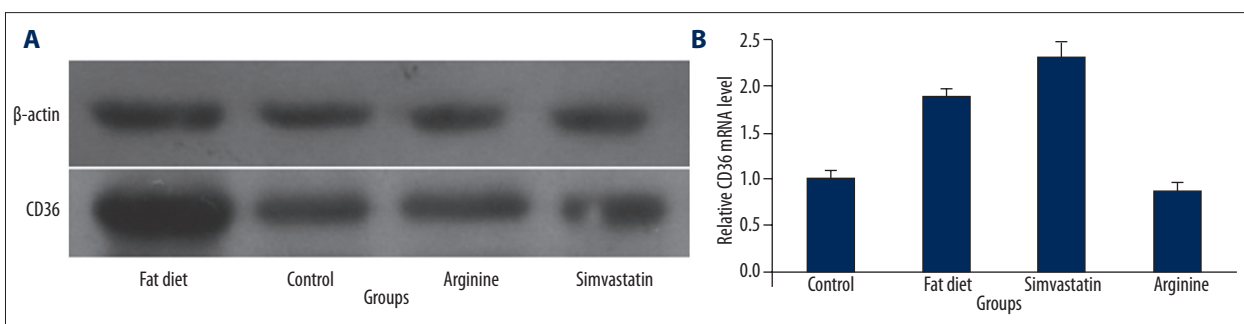 A
β-actin
CD36
Fat diet Control Arginine Simvastatin
Groups
B
Relative CD36 mRNA level
2.5
2.0
1.5
1.0
0.5
0.0
Control Fat diet Simvastatin Arginine
Groups